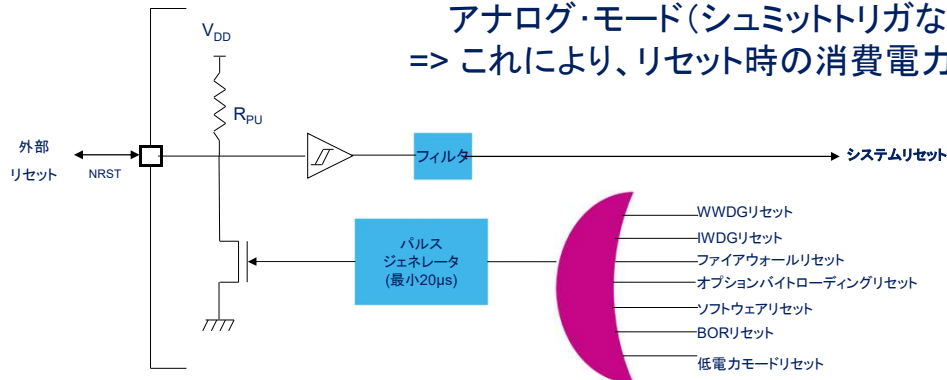 アナログ・モード(シュミットトリガな
=> これにより、リセット時の消費電力
VDD
RPU
外部
リセット
NRST
フィルタ
システムリセット
パルス
ジェネレータ
(最小20µs)
WWDGリセット
IWDGリセット
ファイアウォールリセット
オプションバイトローディングリセット
ソフトウェアリセット
BORリセット
低電力モードリセット